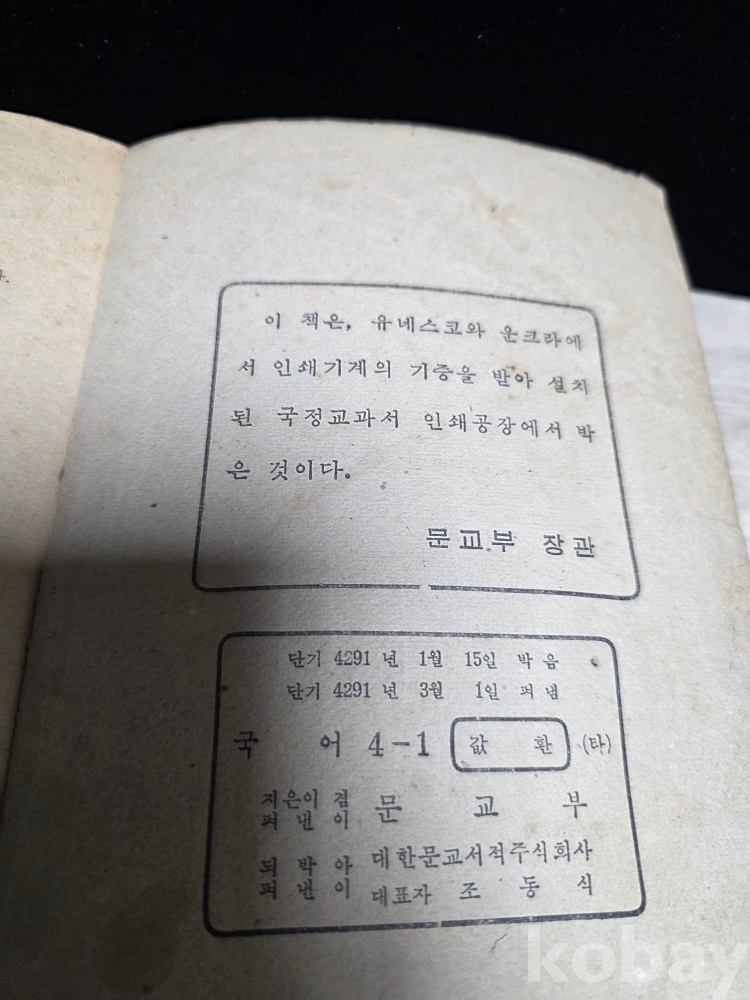 이 책은, 유네스코와 운크라에
서 인쇄기계의 기증을 받아 설치
된 국정교과서 인쇄공장에서 박
은 것이다.
문교부 장관
단기 4291 년 1월 15일 박 음
단기 4291 년 3월 1일 펴 냄
국 어 4-1 값 환 (타)
지은이 겸
펴 낸 이 문 교 부
되 박 아
펴 낸 이
대한문교서적주식회사
대표자 조 동 식
kobay